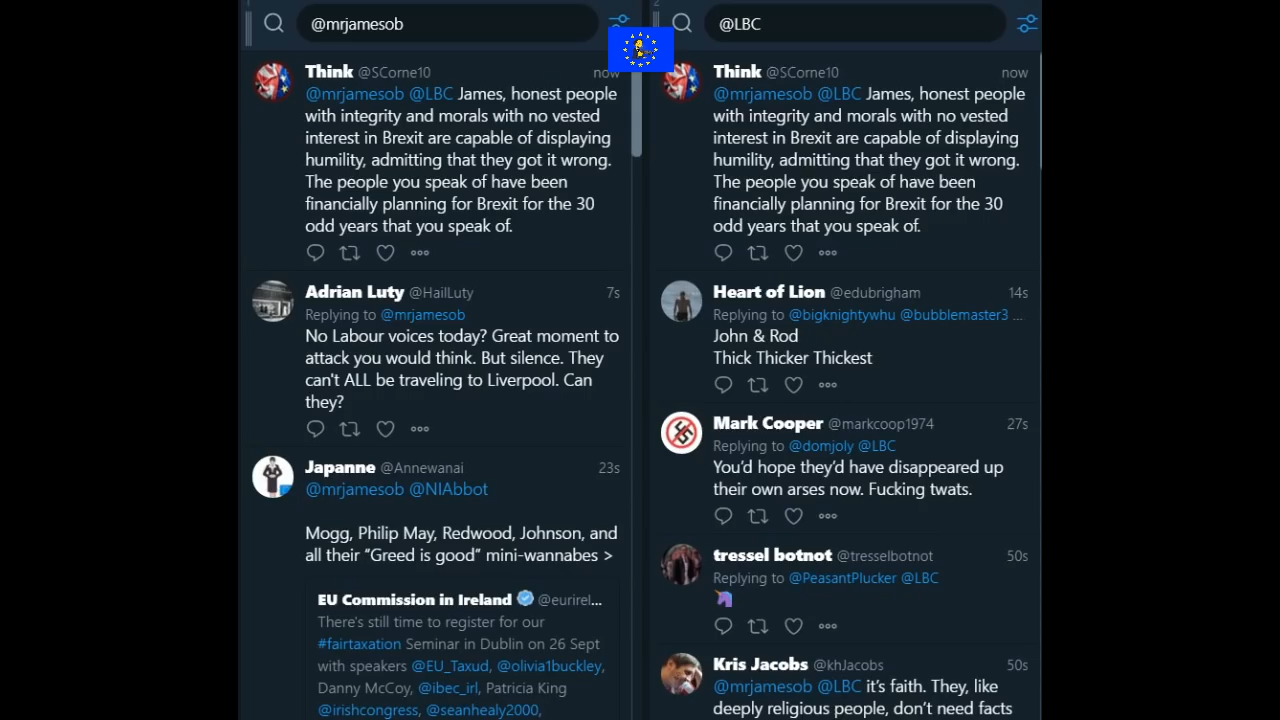 1
@mrjamesob
Think @SCorne10 now
@mrjamesob @LBC James, honest people
with integrity and morals with no vested
interest in Brexit are capable of displaying
humility, admitting that they got it wrong.
The people you speak of have been
financially planning for Brexit for the 30
odd years that you speak of.
Adrian Luty @HailLuty 7s
Replying to @mrjamesob
No Labour voices today? Great moment to
attack you would think. But silence. They
can't ALL be traveling to Liverpool. Can
they?
Japanne @Annewanai 23s
@mrjamesob @NIAbbot
Mogg, Philip May, Redwood, Johnson, and
all their “Greed is good” mini-wannabes >
EU Commission in Ireland @eurirel...
There's still time to register for our
#fairtaxation Seminar in Dublin on 26 Sept
with speakers @EU_Taxud, @olivia1buckley,
Danny McCoy, @ibec_irl, Patricia King
@irishcongress, @seanhealy2000,
2
@LBC
Think @SCorne10 now
@mrjamesob @LBC James, honest people
with integrity and morals with no vested
interest in Brexit are capable of displaying
humility, admitting that they got it wrong.
The people you speak of have been
financially planning for Brexit for the 30
odd years that you speak of.
Heart of Lion @edubrigham 14s
Replying to @bigknightywhu @bubblemaster3 ...
John & Rod
Thick Thicker Thickest
Mark Cooper @markcoop1974 27s
Replying to @domjoly @LBC
You’d hope they’d have disappeared up
their own arses now. Fucking twats.
tressel botnot @tresselbotnot 50s
Replying to @PeasantPlucker @LBC
🦄
Kris Jacobs @khJacobs 50s
@mrjamesob @LBC it’s faith. They, like
deeply religious people, don’t need facts